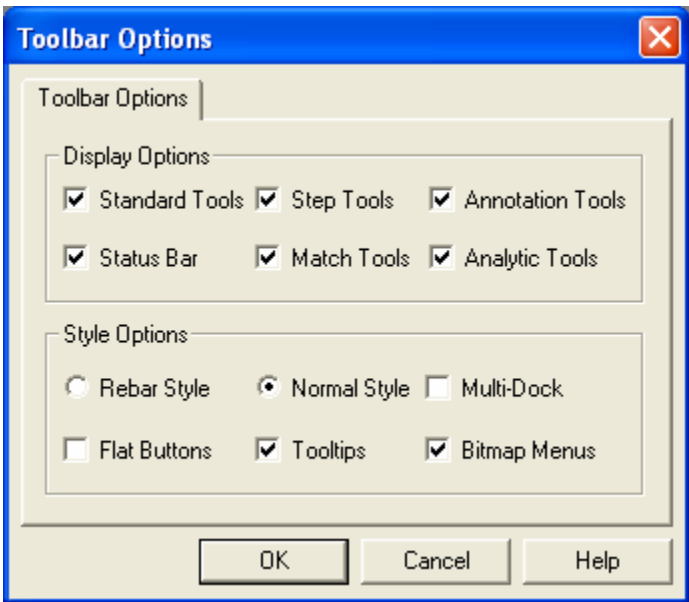 Toolbar Options
Toolbar Options
Display Options
Standard Tools Step Tools Annotation Tools
Status Bar Match Tools Analytic Tools
Style Options
Rebar Style Normal Style Multi-Dock
Flat Buttons Tooltips Bitmap Menus
OK Cancel Help